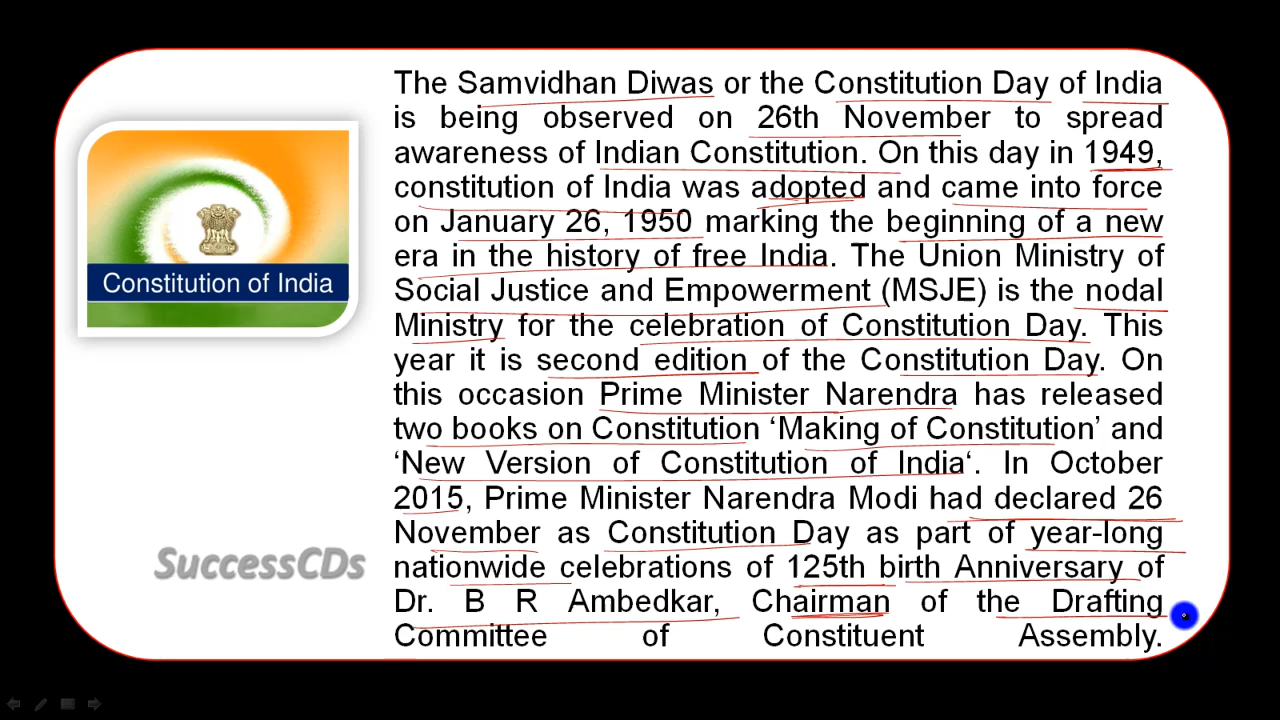 The Samvidhan Diwas or the Constitution Day of India
is being observed on 26th November to spread
awareness of Indian Constitution. On this day in 1949,
constitution of India was adopted and came into force
on January 26, 1950 marking the beginning of a new
era in the history of free India. The Union Ministry of
Social Justice and Empowerment (MSJE) is the nodal
Ministry for the celebration of Constitution Day. This
year it is second edition of the Constitution Day. On
this occasion Prime Minister Narendra has released
two books on Constitution ‘Making of Constitution’ and
‘New Version of Constitution of India‘. In October
2015, Prime Minister Narendra Modi had declared 26
November as Constitution Day as part of year-long
nationwide celebrations of 125th birth Anniversary of
Dr. B R Ambedkar, Chairman of the Drafting
Committee of Constituent Assembly.
Constitution of India
SuccessCDs